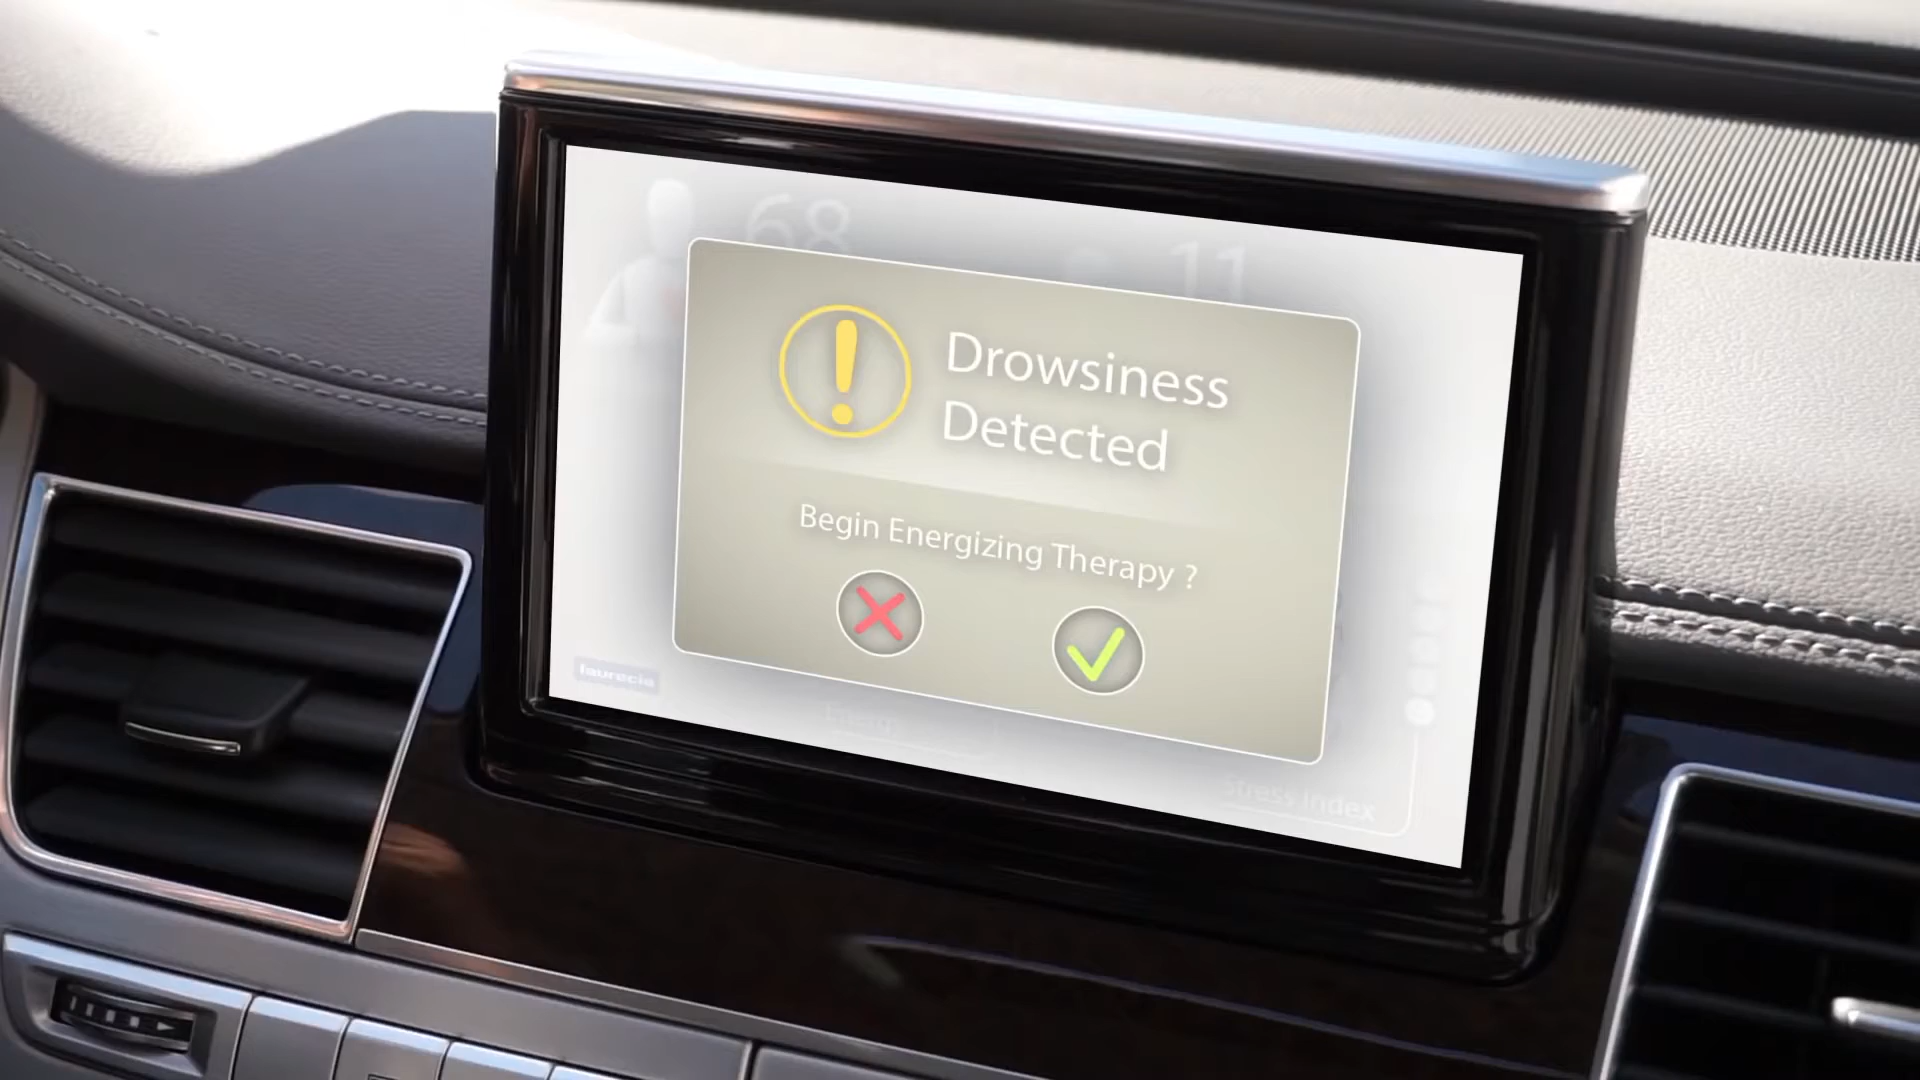 68
11
Drowsiness
Detected
Begin Energizing Therapy ?
faurecia
Stress Index